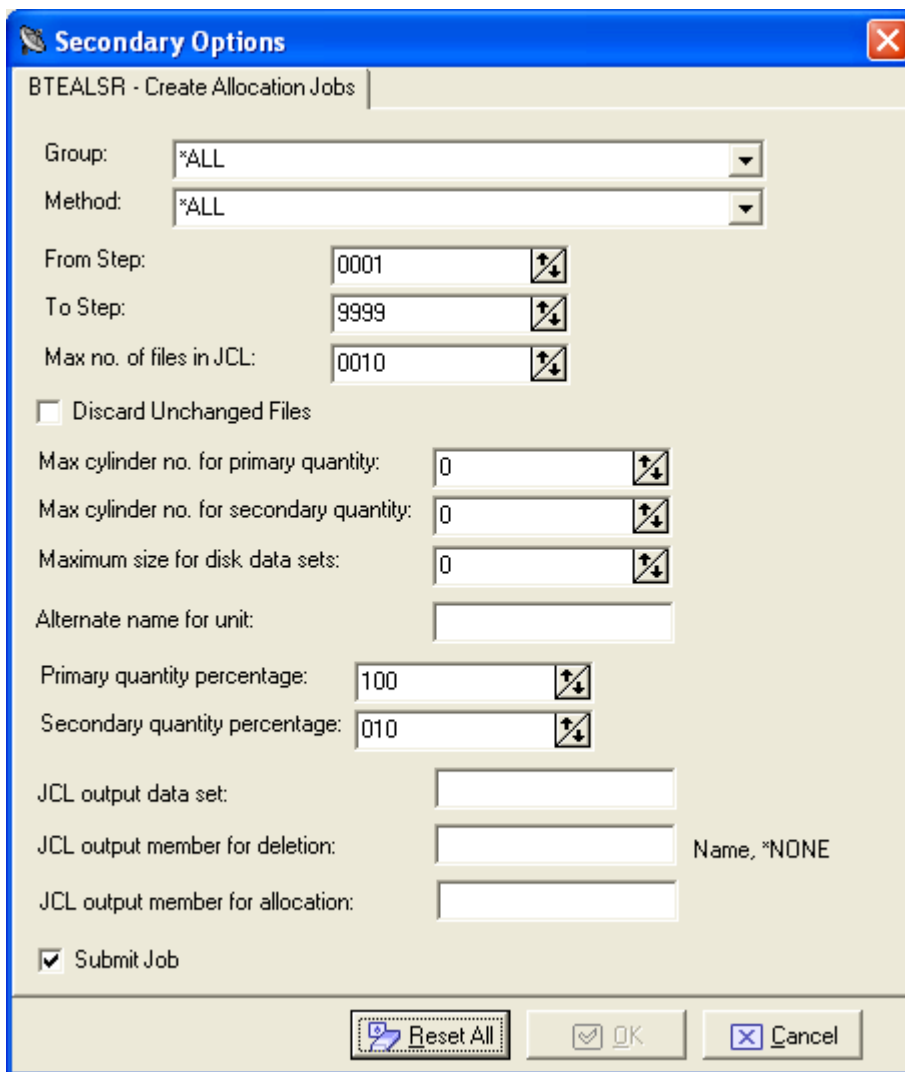 Secondary Options
BTEALSR - Create Allocation Jobs
Group: *ALL
Method: *ALL
From Step: 0001
To Step: 9999
Max no. of files in JCL: 0010
Discard Unchanged Files
Max cylinder no. for primary quantity: 0
Max cylinder no. for secondary quantity: 0
Maximum size for disk data sets: 0
Alternate name for unit:
Primary quantity percentage: 100
Secondary quantity percentage: 010
JCL output data set:
JCL output member for deletion: Name, *NONE
JCL output member for allocation:
Submit Job
Reset All OK Cancel